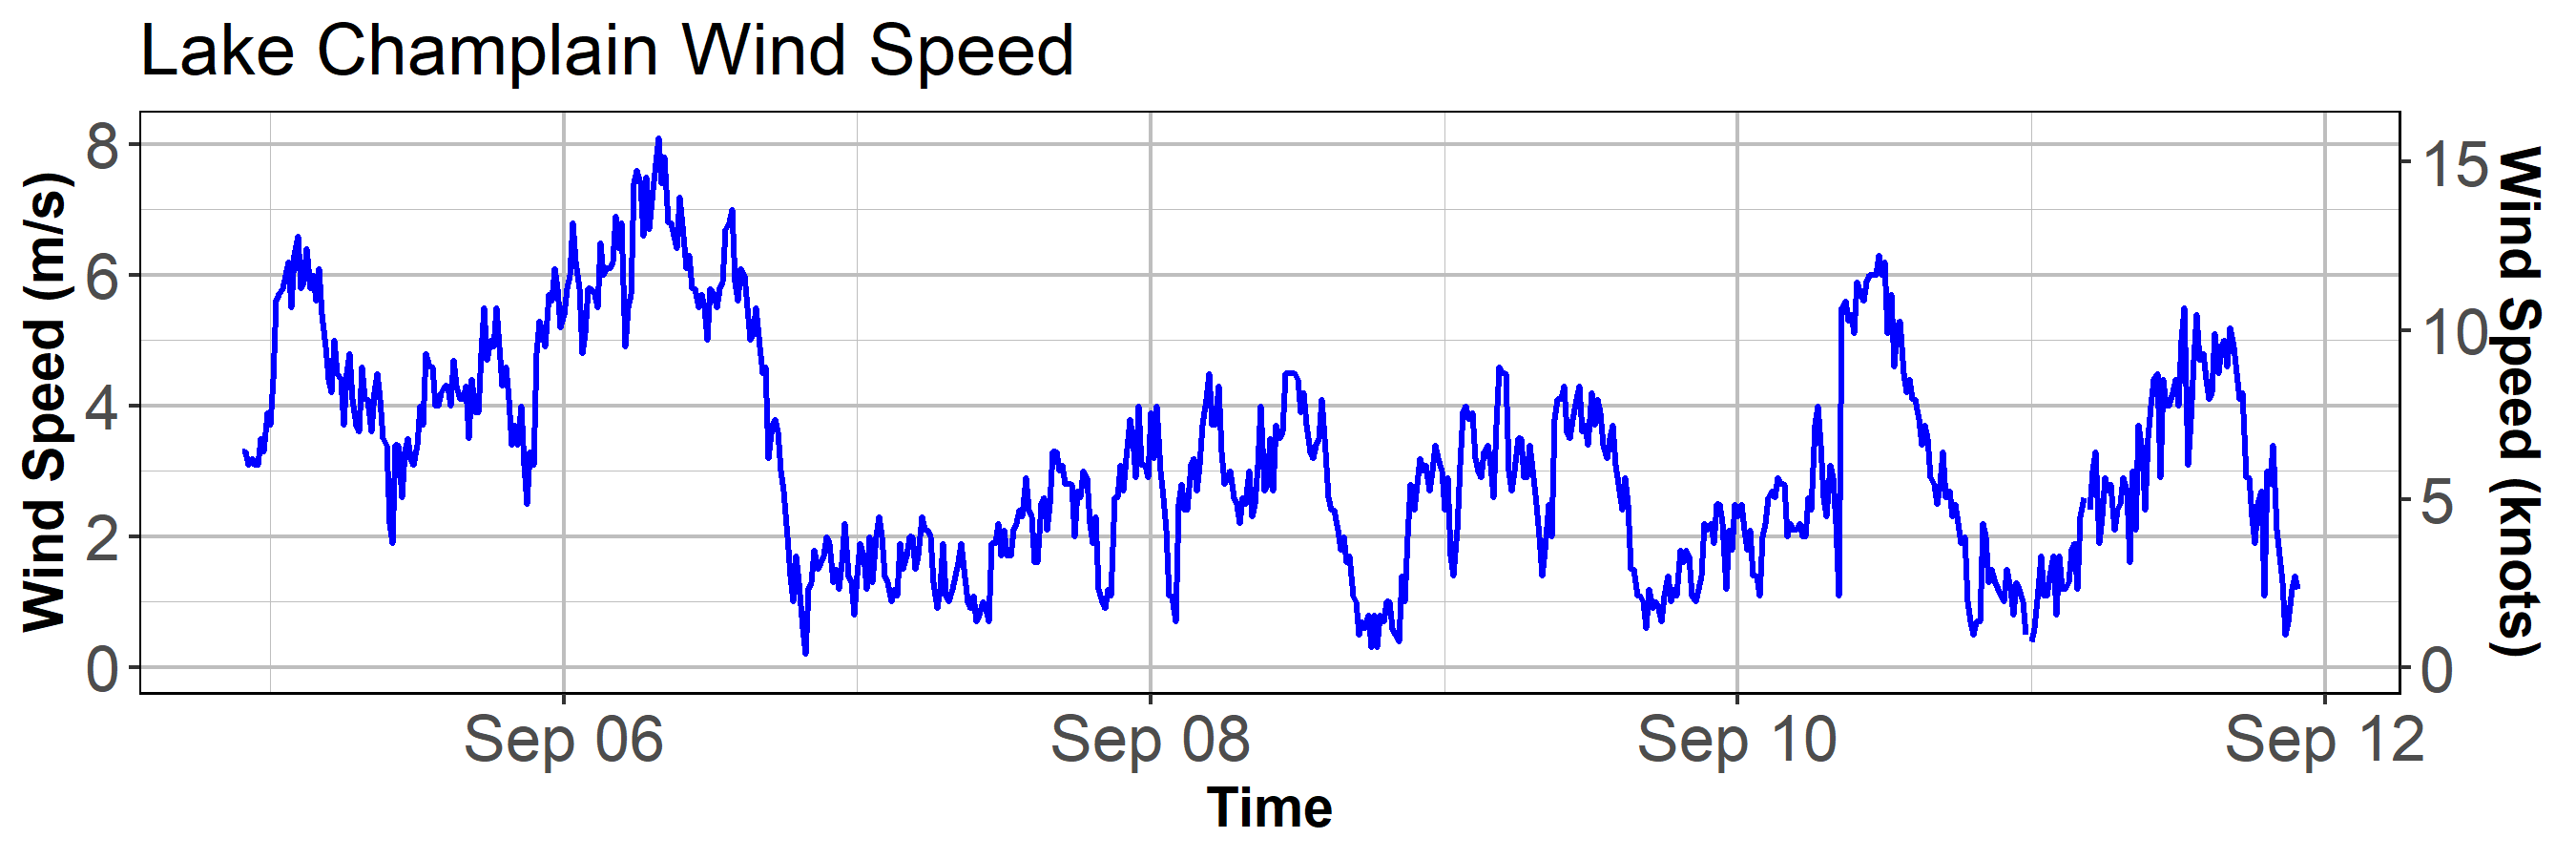 Lake Champlain Wind Speed
Wind Speed (m/s)
8
6
4
2
0
15
10
5
0
Wind Speed (knots)
Sep 06
Sep 08
Sep 10
Sep 12
Time